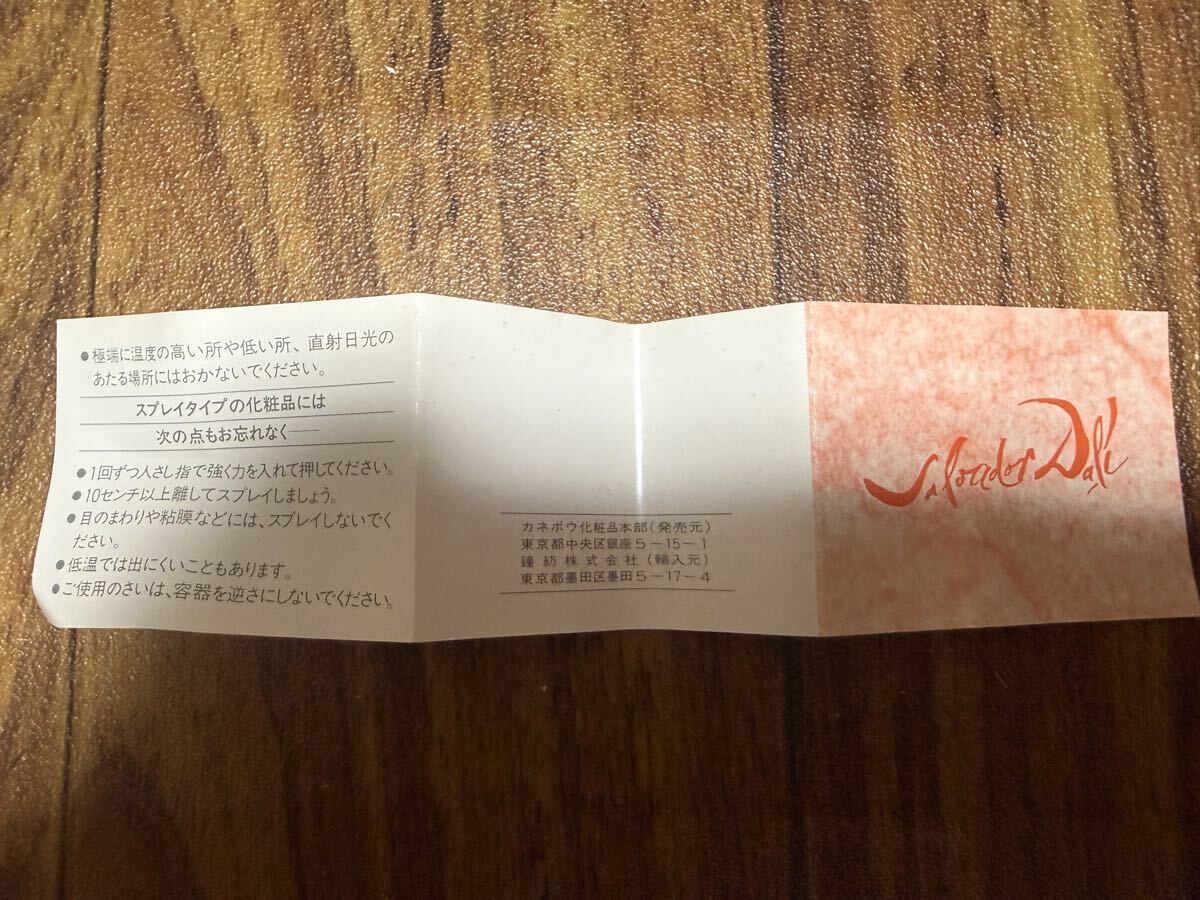 ●極端に温度の高い所や低い所、直射日光の
あたる場所にはおかないでください。
スプレイタイプの化粧品には
次の点もお忘れなく──
●1回ずつ人さし指で強く力を入れて押してください。
●10センチ以上離してスプレイしましょう。
●目のまわりや粘膜などには、スプレイしないでく
ださい。
●低温では出にくいこともあります。
●ご使用のさいは、容器を逆さにしないでください。
カネボウ化粧品本部(発売元)
東京都中央区銀座5-15-1
鐘紡株式会社(輸入元)
東京都墨田区墨田5-17-4
Salvador Dalí